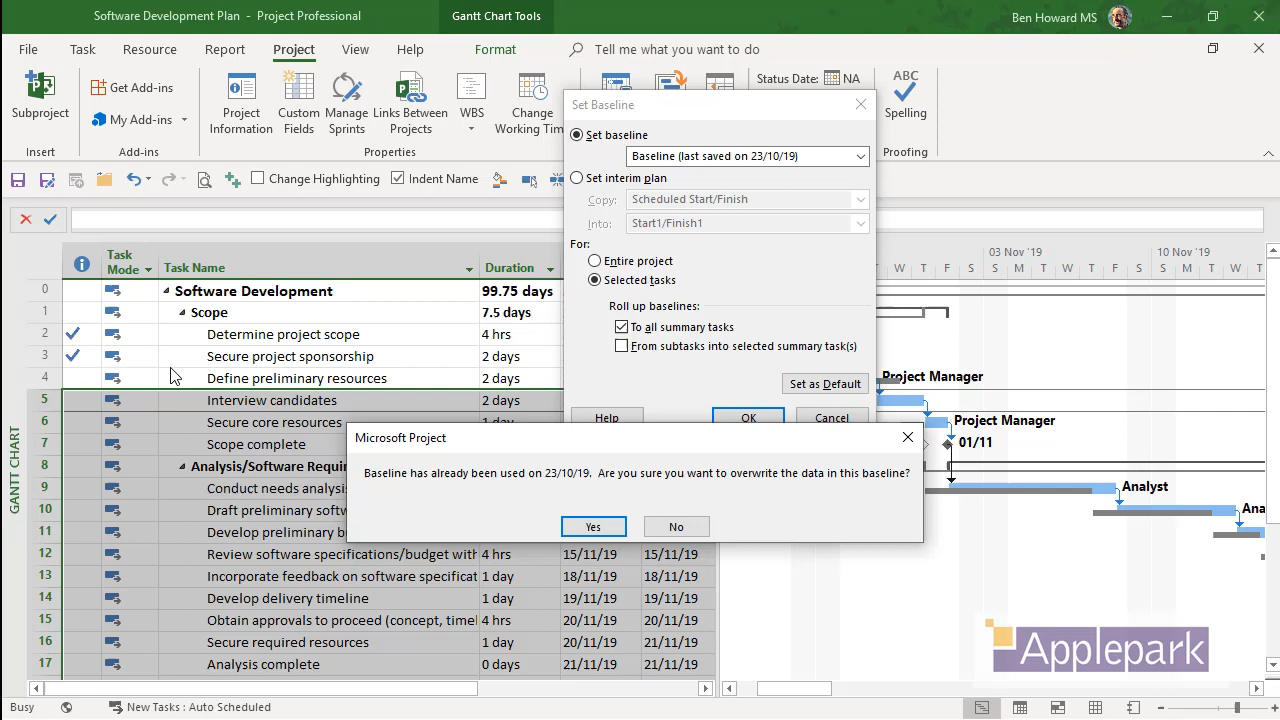 Software Development Plan - Project Professional
Gantt Chart Tools
Ben Howard MS
File Task Resource Report Project View Help Format Tell me what you want to do
Subproject
Get Add-ins
My Add-ins
Project Information
Custom Fields
Manage Sprints
Links Between Projects
WBS
Change Working Tim
Status Date: NA
ABC
Spelling
Insert Add-ins Properties Proofing
Change Highlighting Indent Name
Set Baseline
Set baseline
Baseline (last saved on 23/10/19)
Set interim plan
Copy: Scheduled Start/Finish
Into: Start1/Finish1
For:
Entire project
Selected tasks
Roll up baselines:
To all summary tasks
From subtasks into selected summary task(s)
Set as Default
Help OK Cancel
Microsoft Project
Baseline has already been used on 23/10/19. Are you sure you want to overwrite the data in this baseline?
Yes No
GANTT CHART
Task Mode Task Name Duration
03 Nov '19 10 Nov '19
W T F S S M T W T F S S M T W T
0 Software Development 99.75 days
1 Scope 7.5 days
2 Determine project scope 4 hrs
3 Secure project sponsorship 2 days
4 Define preliminary resources 2 days
5 Interview candidates 2 days
6 Secure core resources
7 Scope complete
8 Analysis/Software Requi
9 Conduct needs analysi
10 Draft preliminary softw
11 Develop preliminary b
12 Review software specifications/budget with 4 hrs 15/11/19 15/11/19
13 Incorporate feedback on software specificat 1 day 18/11/19 18/11/19
14 Develop delivery timeline 1 day 19/11/19 19/11/19
15 Obtain approvals to proceed (concept, timel 4 hrs 20/11/19 20/11/19
16 Secure required resources 1 day 20/11/19 21/11/19
17 Analysis complete 0 days 21/11/19 21/11/19
Project Manager
Project Manager
01/11
Analyst
Ana
Applepark
Busy New Tasks : Auto Scheduled